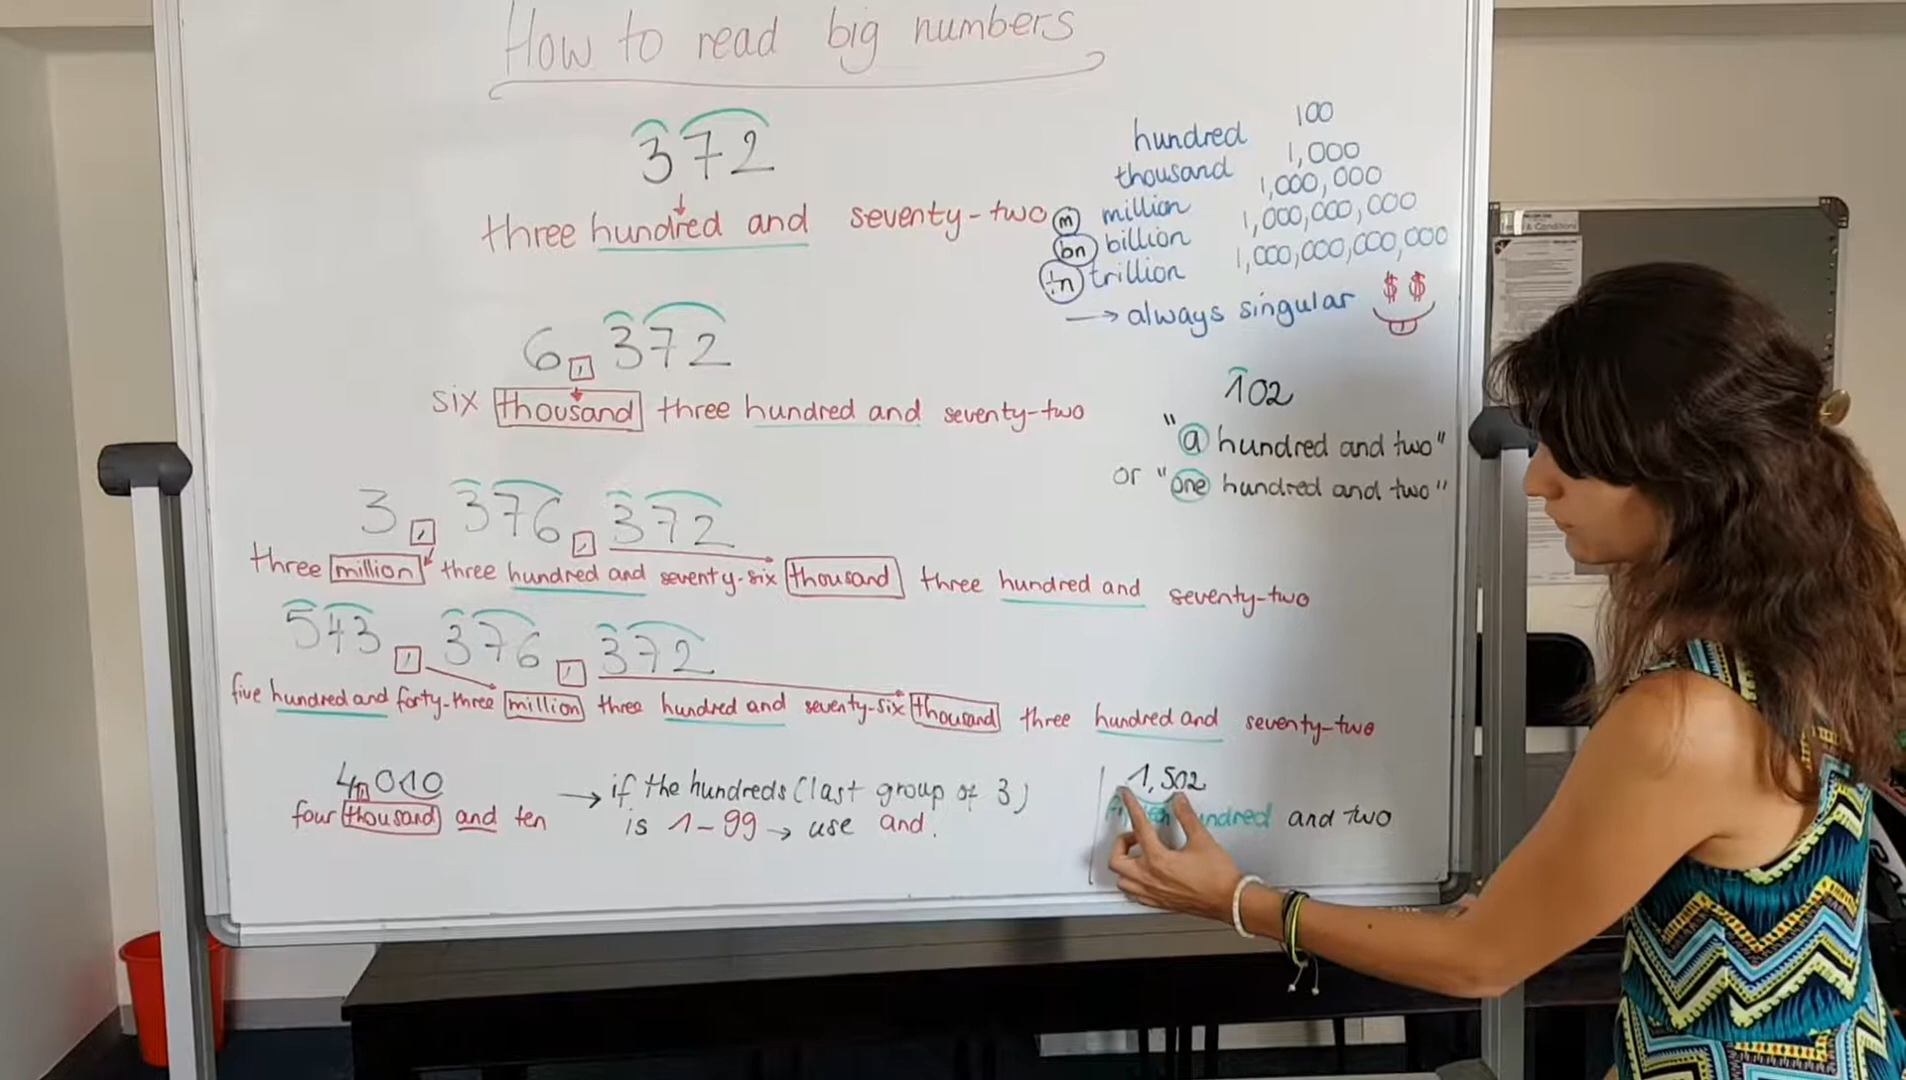 How to read big numbers
372
three hundred and seventy-two
hundred 100
thousand 1,000
m million 1,000,000
bn billion 1,000,000,000
tn trillion 1,000,000,000,000
→ always singular $ $
6,372
six thousand three hundred and seventy-two
102
"a hundred and two"
or "one hundred and two"
3,376,372
three million three hundred and seventy-six thousand three hundred and seventy-two
543,376,372
five hundred and forty-three million three hundred and seventy-six thousand three hundred and seventy-two
4,010
four thousand and ten
→ if the hundreds (last group of 3)
is 1-99 → use and.
1,502
and two